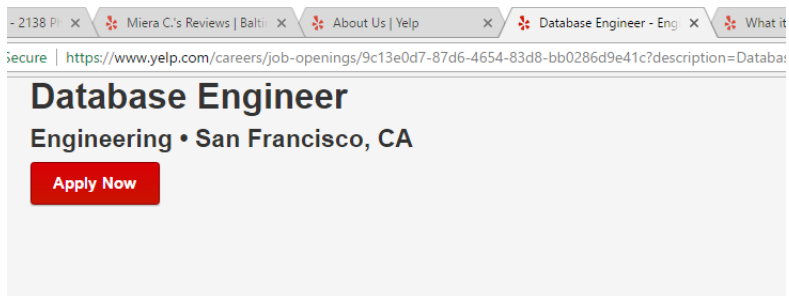 - 2138 Ph Miera C.'s Reviews | Balti About Us | Yelp Database Engineer - Eng What it
Secure | https://www.yelp.com/careers/job-openings/9c13e0d7-87d6-4654-83d8-bb0286d9e41c?description=Databas
Database Engineer
Engineering • San Francisco, CA
Apply Now